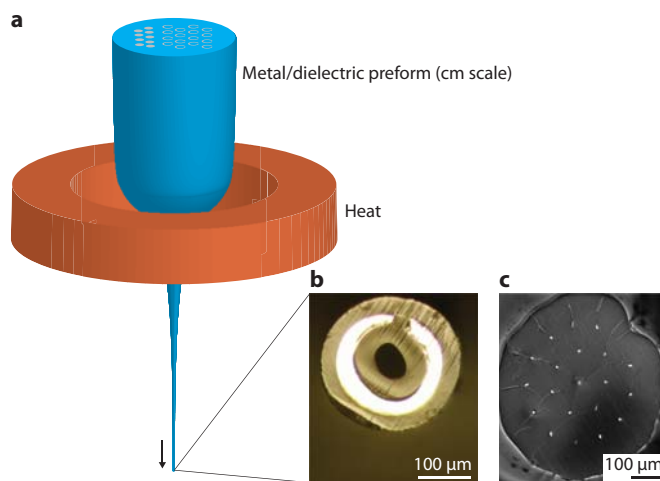 a
Metal/dielectric preform (cm scale)
Heat
b
c
100 µm
100 µm